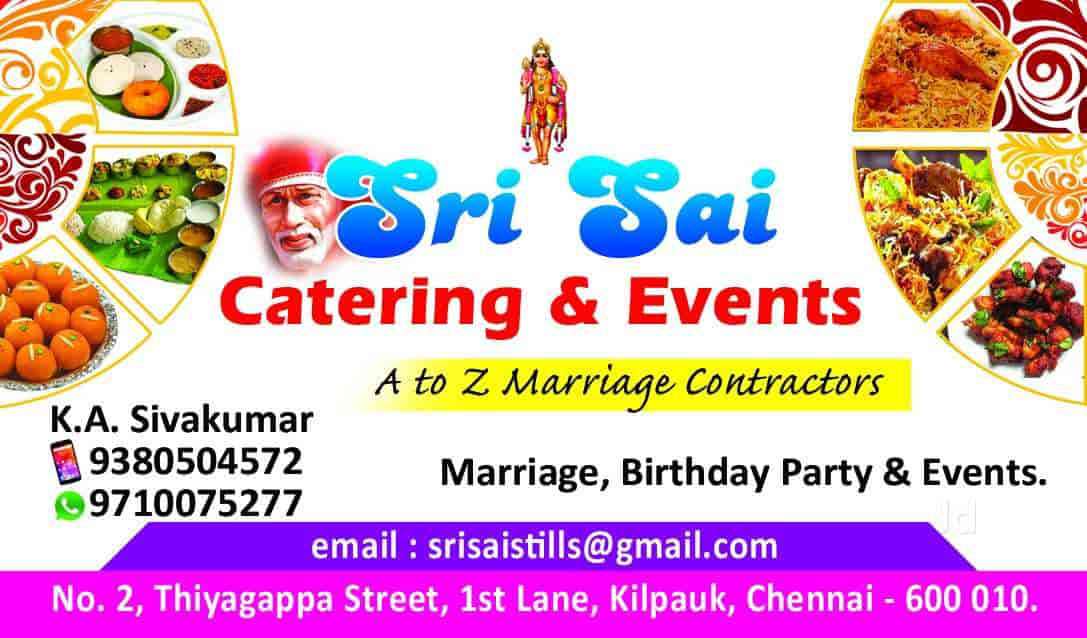 Sri Sai
Catering & Events
A to Z Marriage Contractors
K.A. Sivakumar
9380504572
9710075277
Marriage, Birthday Party & Events.
Jd
email : srisaistills@gmail.com
No. 2, Thiyagappa Street, 1st Lane, Kilpauk, Chennai - 600 010.